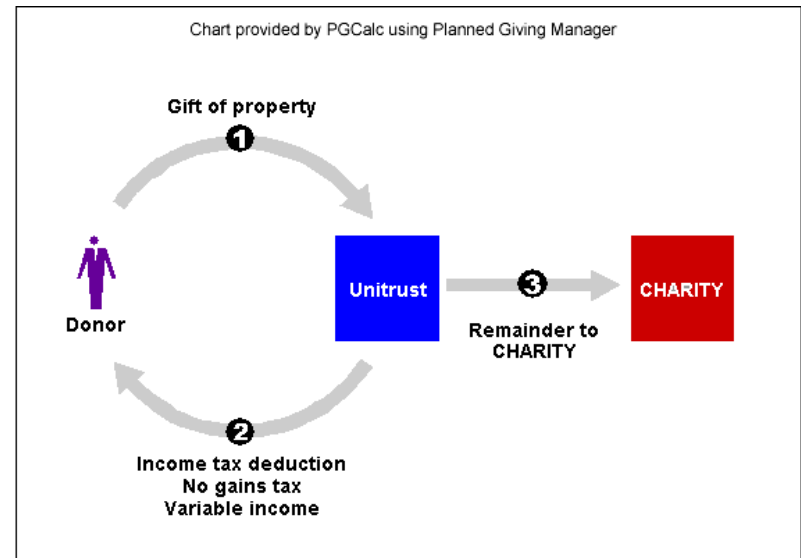 Chart provided by PGCalc using Planned Giving Manager
Gift of property
1
Donor
Unitrust
3
CHARITY
Remainder to
CHARITY
2
Income tax deduction
No gains tax
Variable income